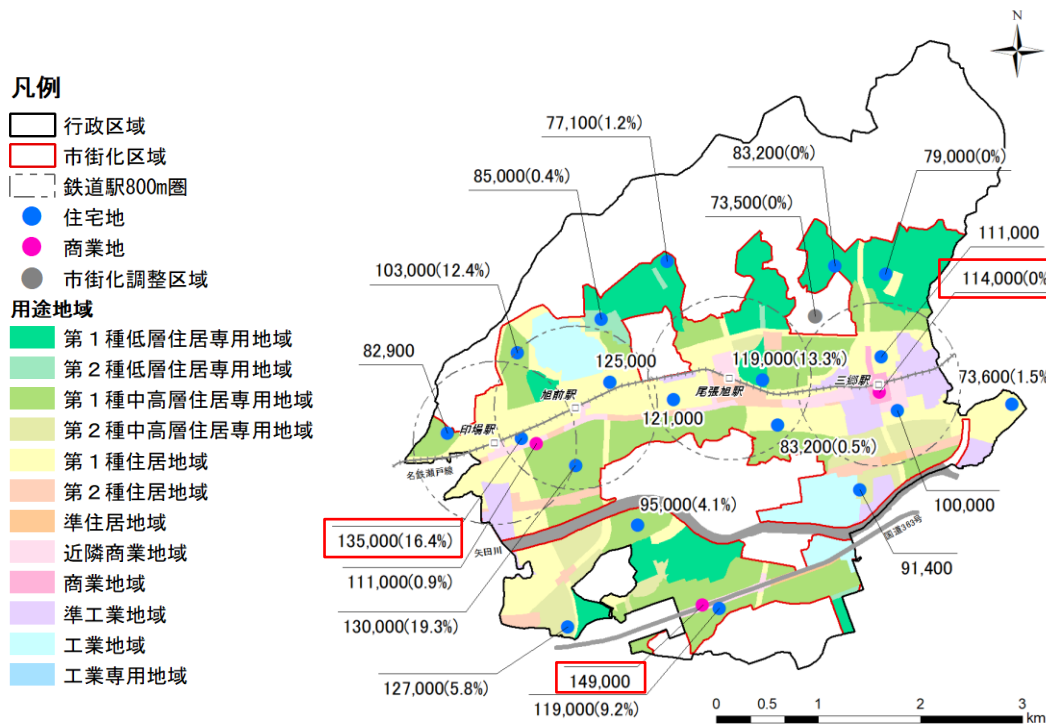 凡例
行政区域
市街化区域
鉄道駅800m圏
住宅地
商業地
市街化調整区域
用途地域
第１種低層住居専用地域
第２種低層住居専用地域
第１種中高層住居専用地域
第２種中高層住居専用地域
第１種住居地域
第２種住居地域
準住居地域
近隣商業地域
商業地域
準工業地域
工業地域
工業専用地域
N
77,100(1.2%)
83,200(0%)
79,000(0%)
85,000(0.4%)
73,500(0%)
111,000
114,000(0%
103,000(12.4%)
82,900
125,000
119,000(13.3%)
73,600(1.5%
旭前駅
尾張旭駅
三郷駅
印場駅
121,000
名鉄瀬戸線
83,200(0.5%)
95,000(4.1%)
100,000
国道363号
135,000(16.4%)
矢田川
91,400
111,000(0.9%)
130,000(19.3%)
127,000(5.8%)
149,000
119,000(9.2%)
0 0.5 1 2 3
km